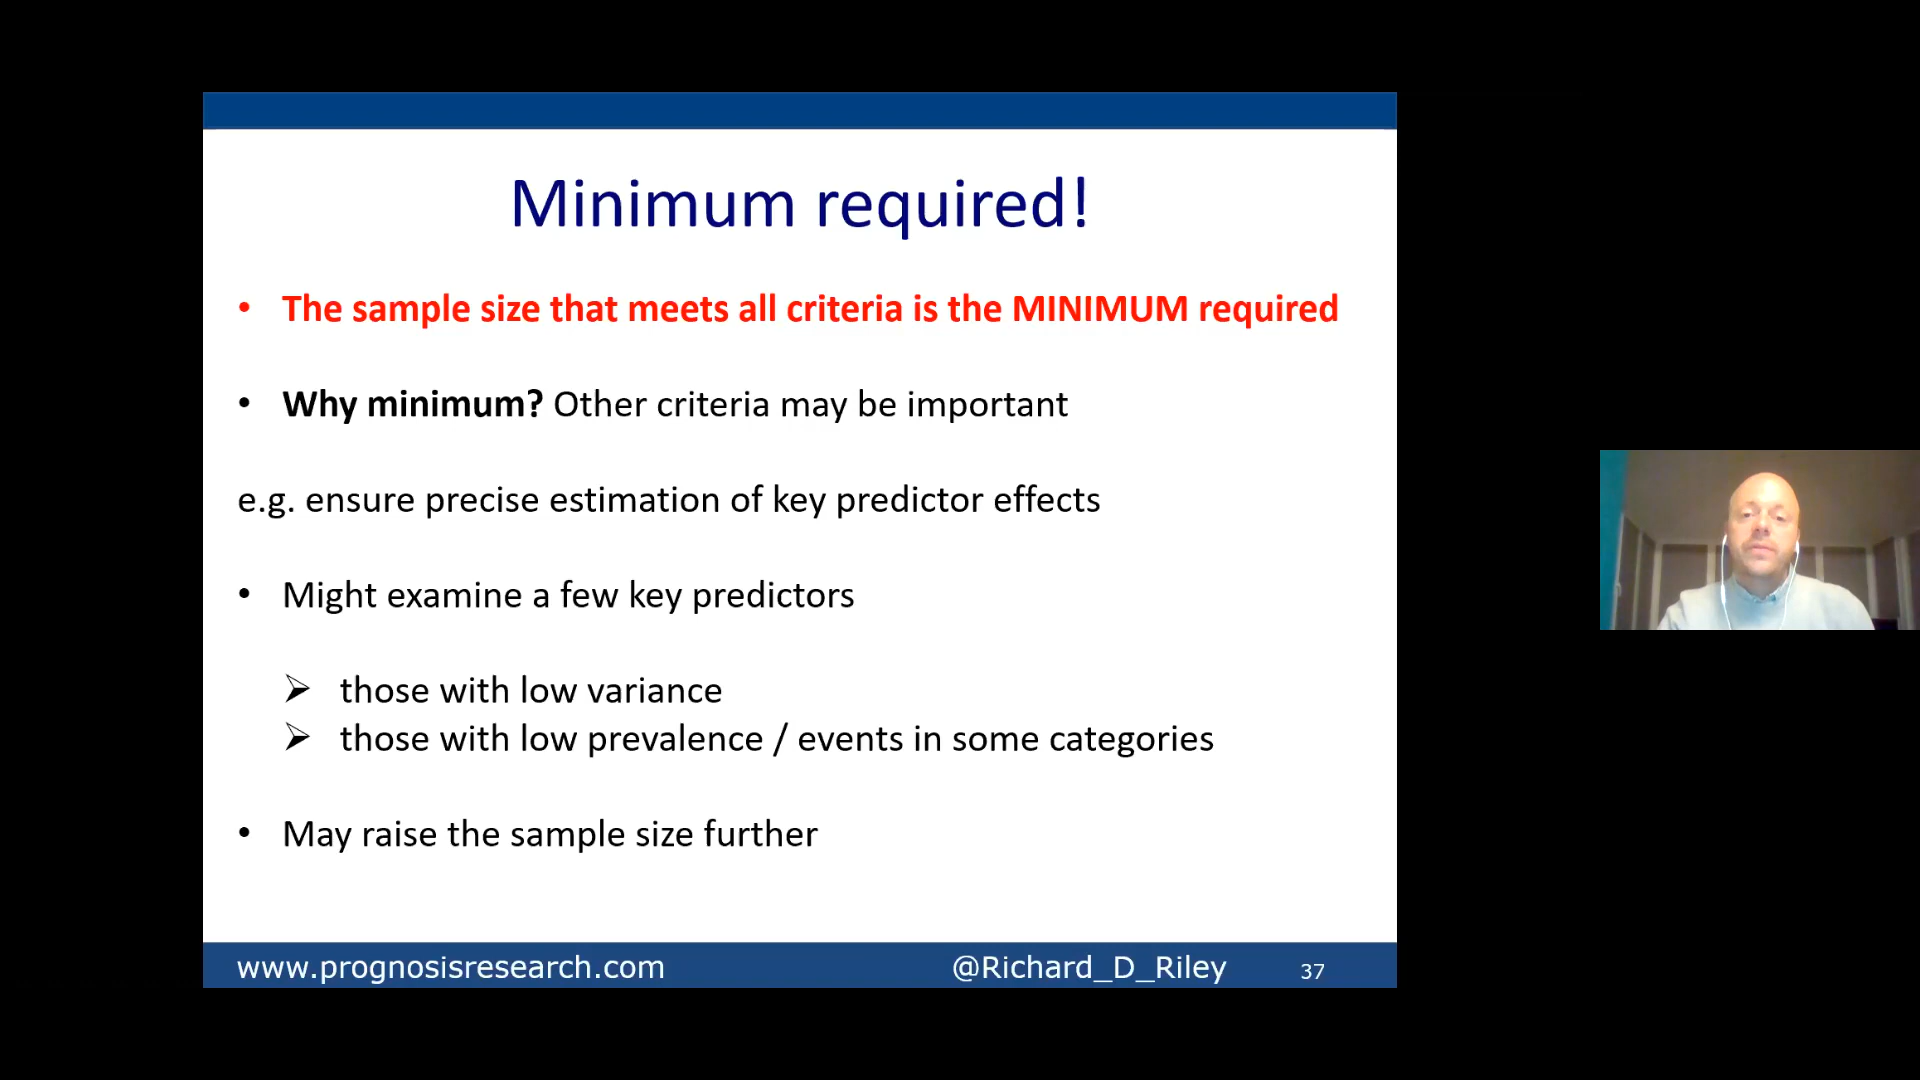 Minimum required!
• The sample size that meets all criteria is the MINIMUM required
• Why minimum? Other criteria may be important
e.g. ensure precise estimation of key predictor effects
• Might examine a few key predictors
➢ those with low variance
➢ those with low prevalence / events in some categories
• May raise the sample size further
www.prognosisresearch.com @Richard_D_Riley 37